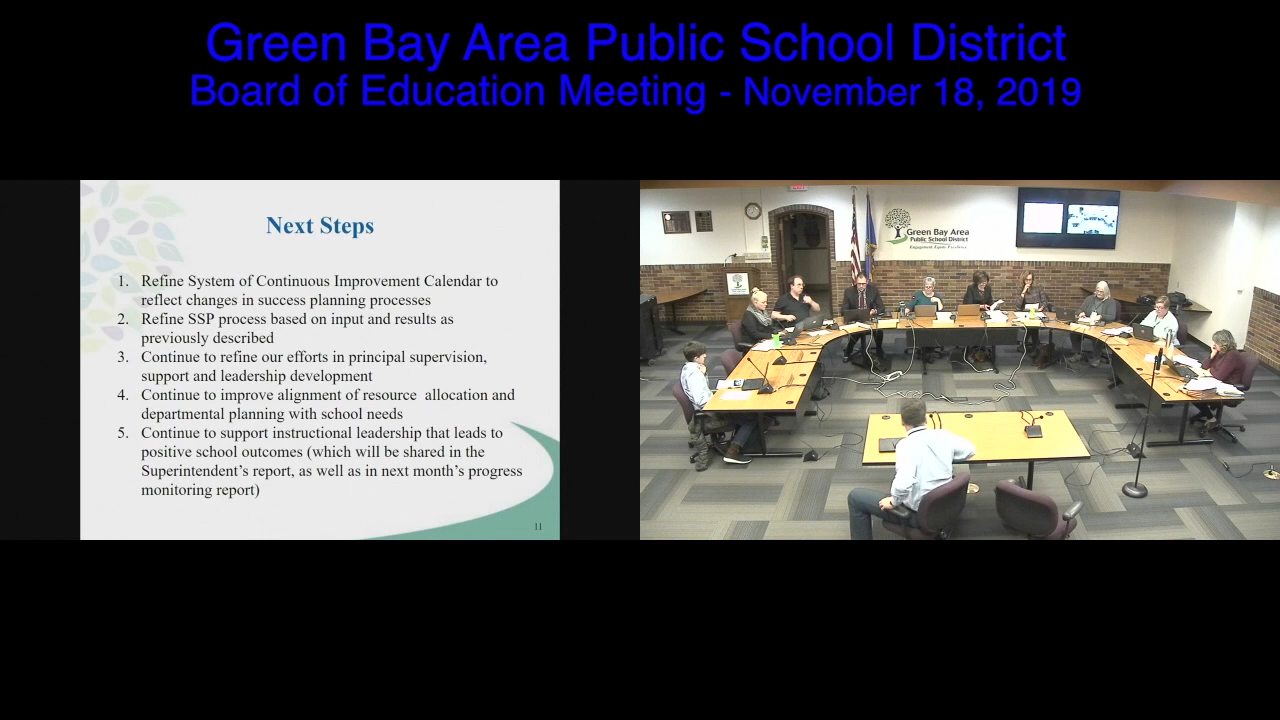 Green Bay Area Public School District
Board of Education Meeting - November 18, 2019
Next Steps
1. Refine System of Continuous Improvement Calendar to
reflect changes in success planning processes
2. Refine SSP process based on input and results as
previously described
3. Continue to refine our efforts in principal supervision,
support and leadership development
4. Continue to improve alignment of resource allocation and
departmental planning with school needs
5. Continue to support instructional leadership that leads to
positive school outcomes (which will be shared in the
Superintendent's report, as well as in next month's progress
monitoring report)
11
Green Bay Area
Public School District